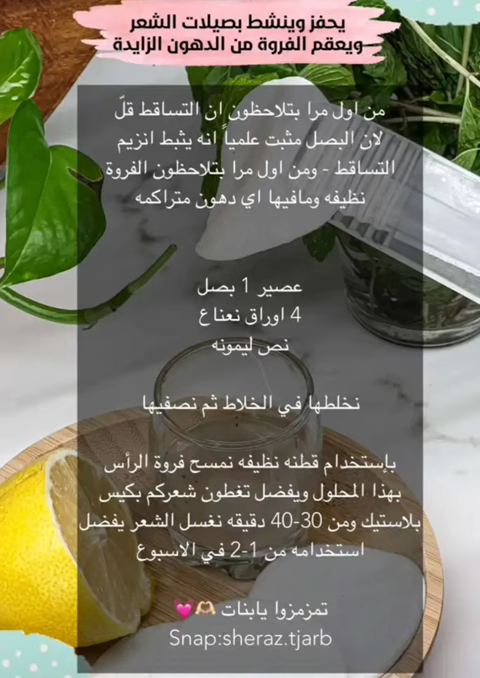 يحفز وينشط بصيلات الشعر
ويعقم الفروة من الدهون الزايدة
من اول مرا بتلاحظون ان التساقط قلّ
لان البصل مثبت علمياً انه يثبط انزيم
التساقط - ومن اول مرا بتلاحظون الفروة
نظيفه ومافيها اي دهون متراكمه
عصير 1 بصل
4 اوراق نعناع
نص ليمونه
نخلطها في الخلاط ثم نصفيها
بإستخدام قطنه نظيفه نمسح فروة الرأس
بهذا المحلول ويفضل تغطون شعركم بكيس
بلاستيك ومن 30-40 دقيقه نغسل الشعر يفضل
استخدامه من 1-2 في الاسبوع
تمزمزوا يابنات 🫶🏼💓
Snap:sheraz.tjarb